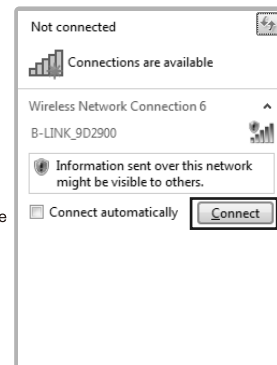 Not connected
Connections are available
Wireless Network Connection 6
B-LINK_9D2900
Information sent over this network
might be visible to others.
e
Connect automatically Connect